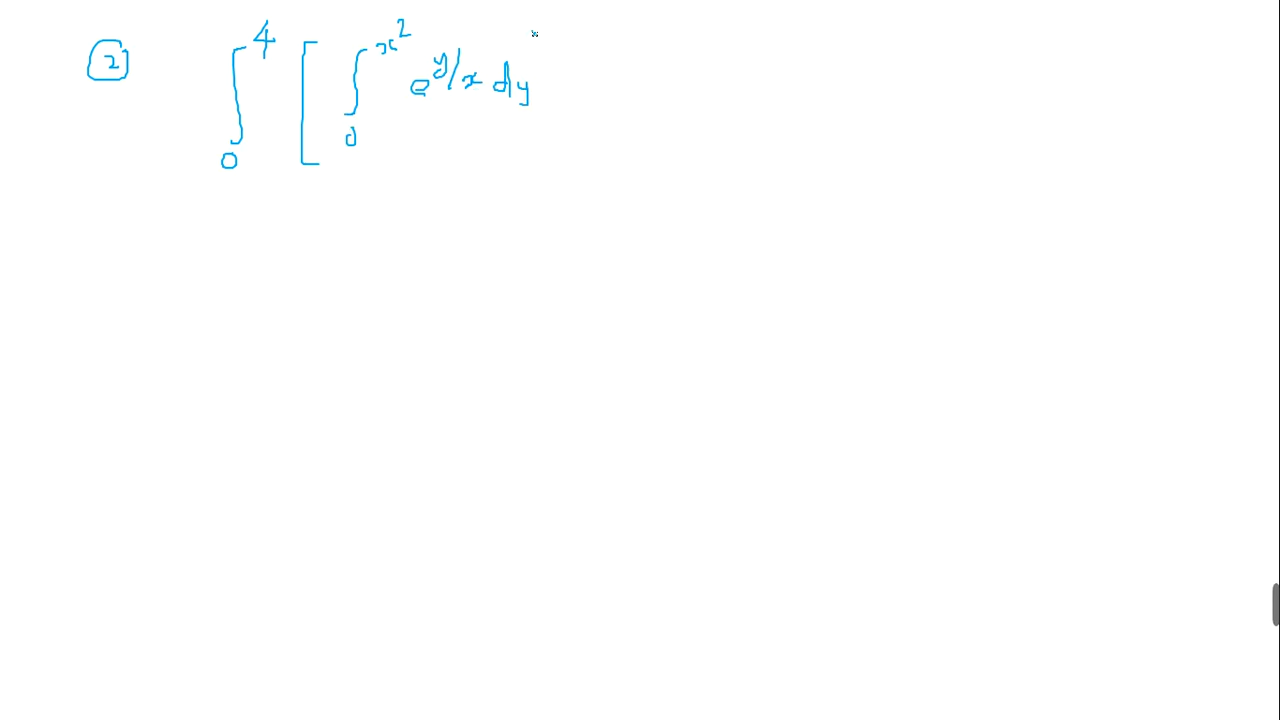 ② ∫₀⁴ [ ∫₀^{x²} e^{y/x} dy